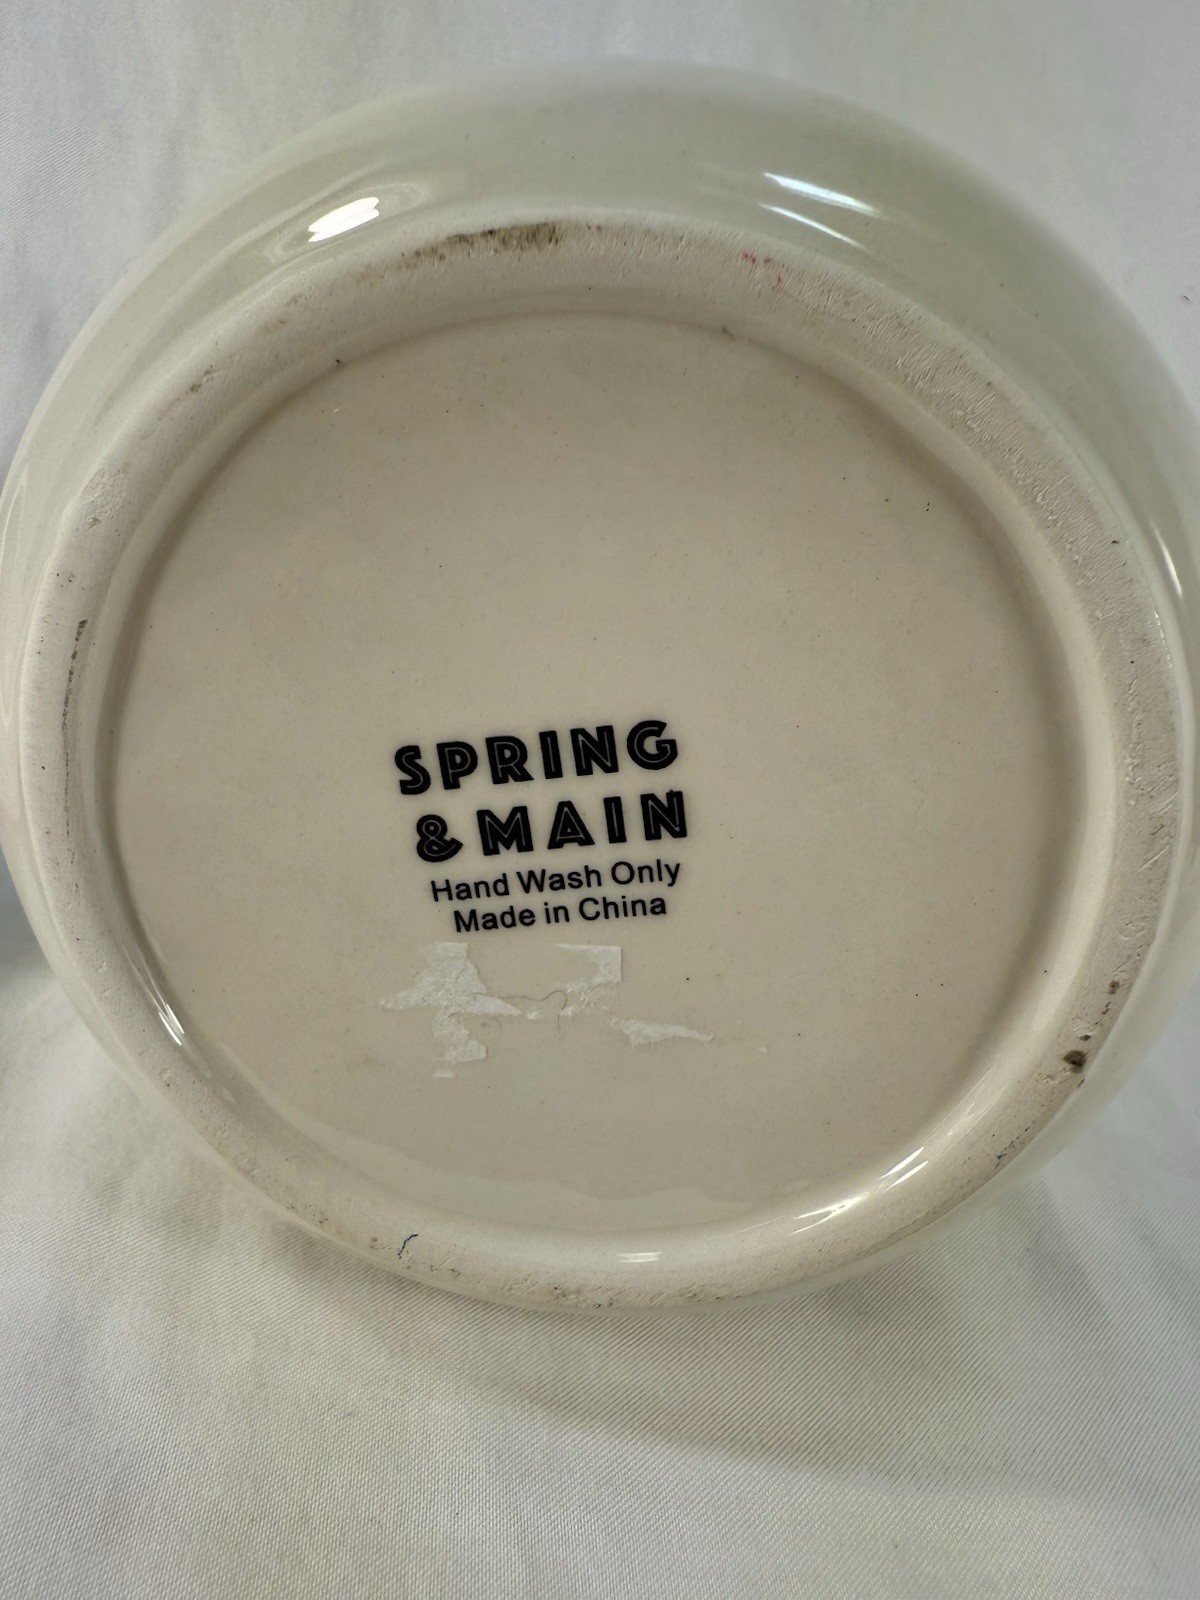 SPRING
& MAIN
Hand Wash Only
Made in China